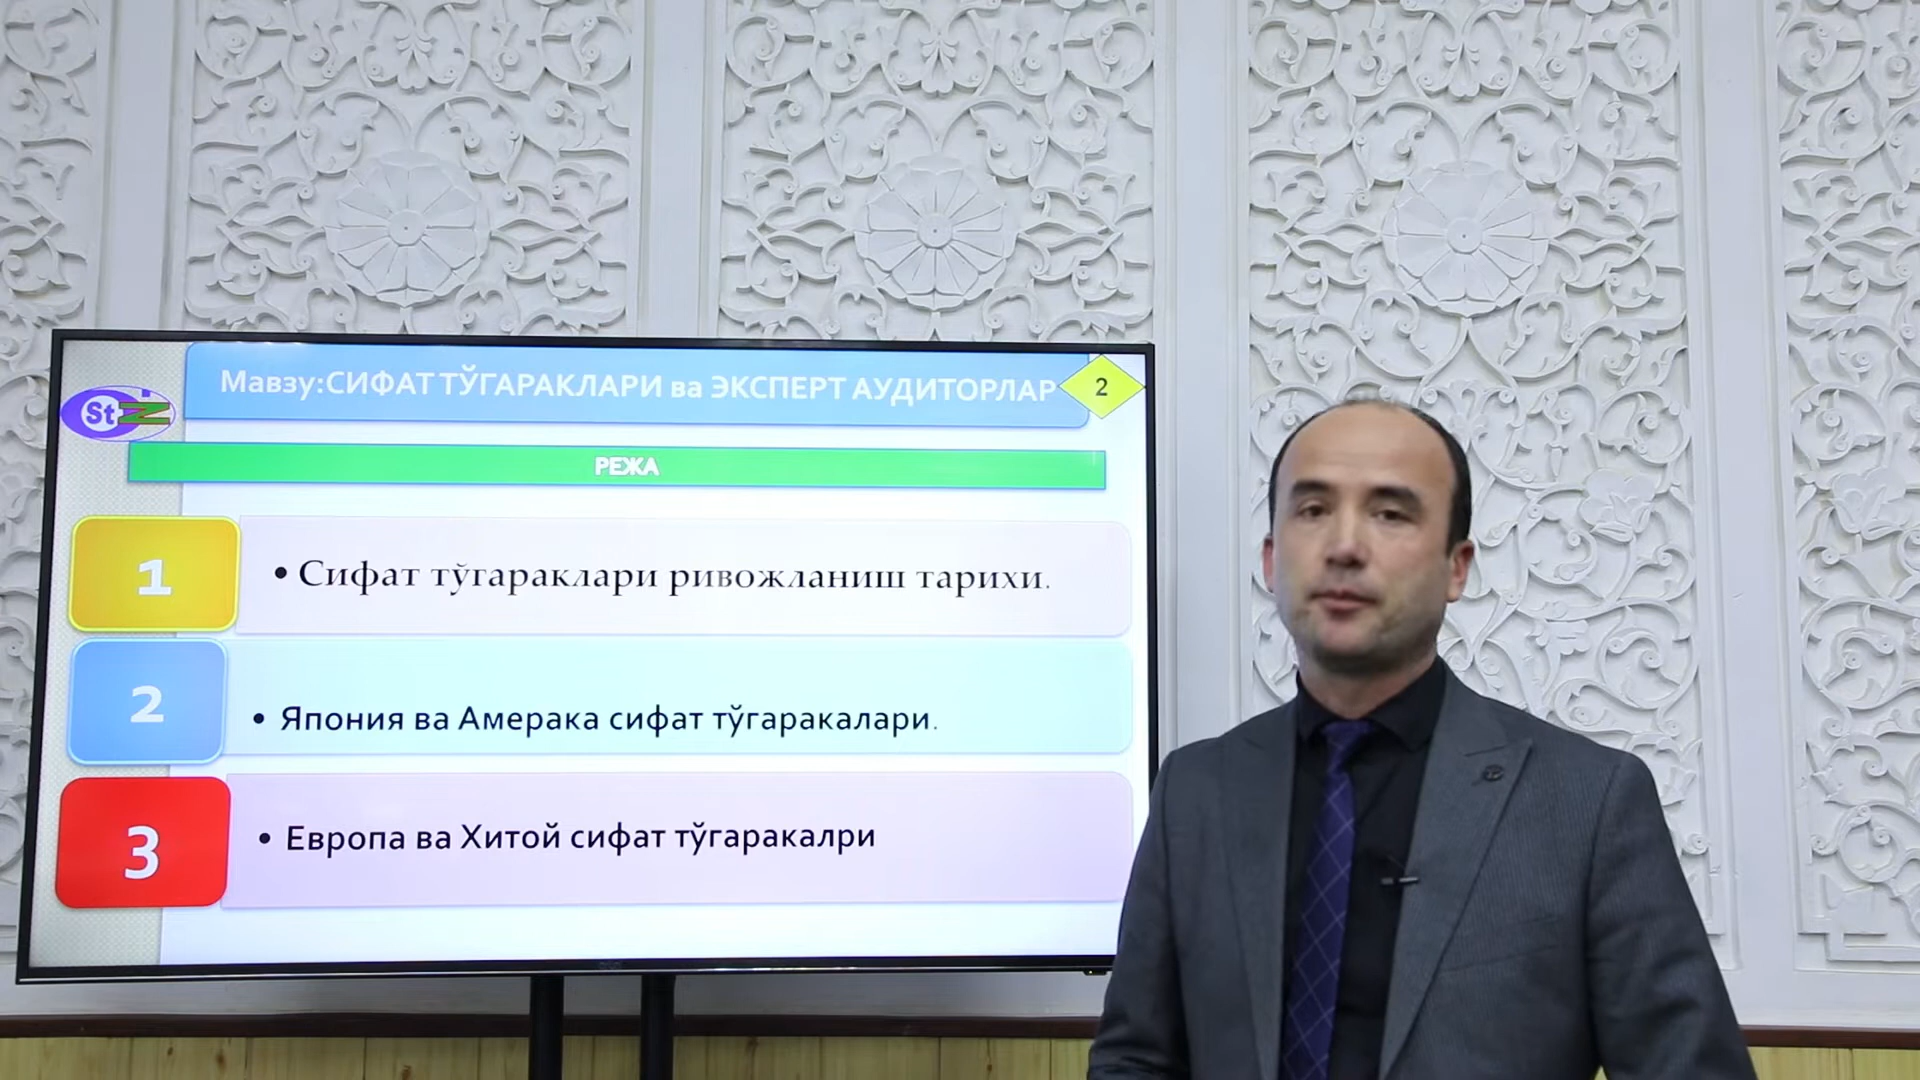 Мавзу:СИФАТ ТЎГАРАКЛАРИ ва ЭКСПЕРТ АУДИТОРЛАР
2
St
РЕЖА
1
• Сифат тўгараклари ривожланиш тарихи.
2
• Япония ва Амерака сифат тўгаракалари.
3
• Европа ва Хитой сифат тўгаракалри